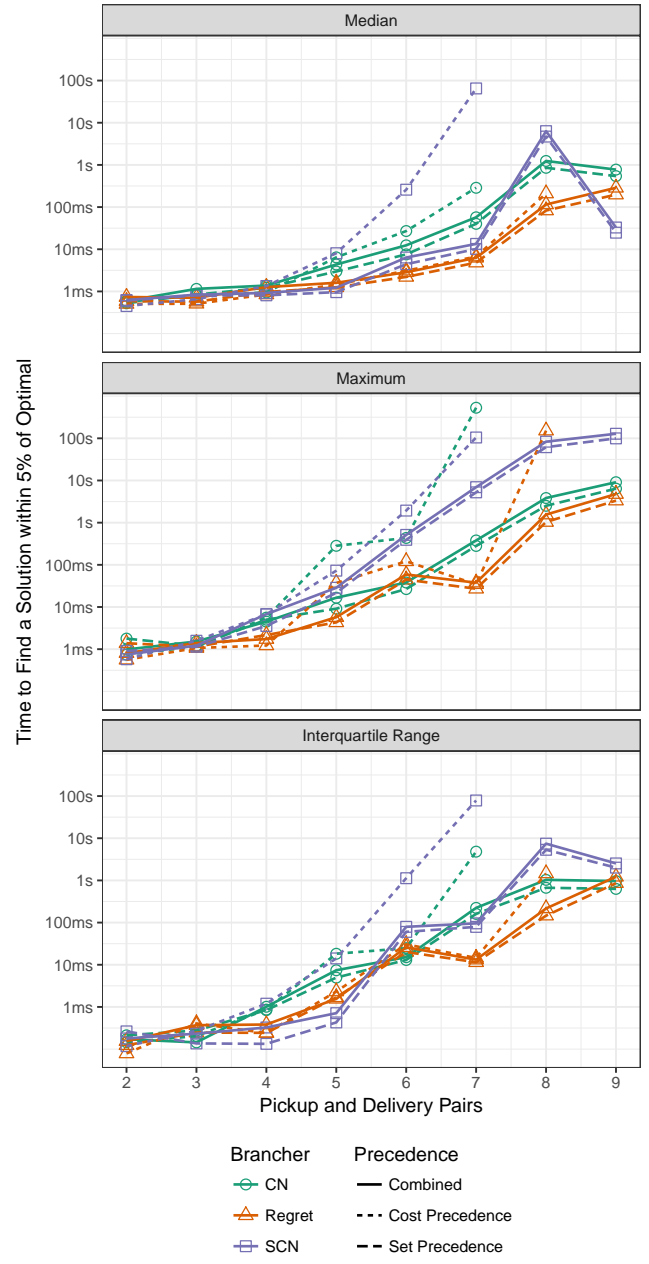 Median
100s
10s
1s
100ms
10ms
1ms
Time to Find a Solution within 5% of Optimal
Maximum
100s
10s
1s
100ms
10ms
1ms
Interquartile Range
100s
10s
1s
100ms
10ms
1ms
2 3 4 5 6 7 8 9
Pickup and Delivery Pairs
Brancher Precedence
CN Combined
Regret Cost Precedence
SCN Set Precedence